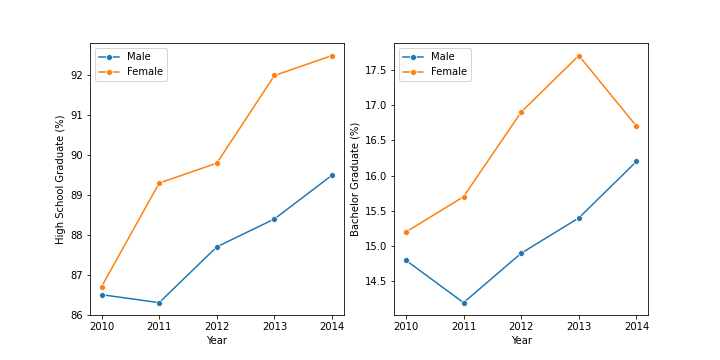 Male
Female
High School Graduate (%)
92
91
90
89
88
87
86
2010 2011 2012 2013 2014
Year
Male
Female
Bachelor Graduate (%)
17.5
17.0
16.5
16.0
15.5
15.0
14.5
2010 2011 2012 2013 2014
Year